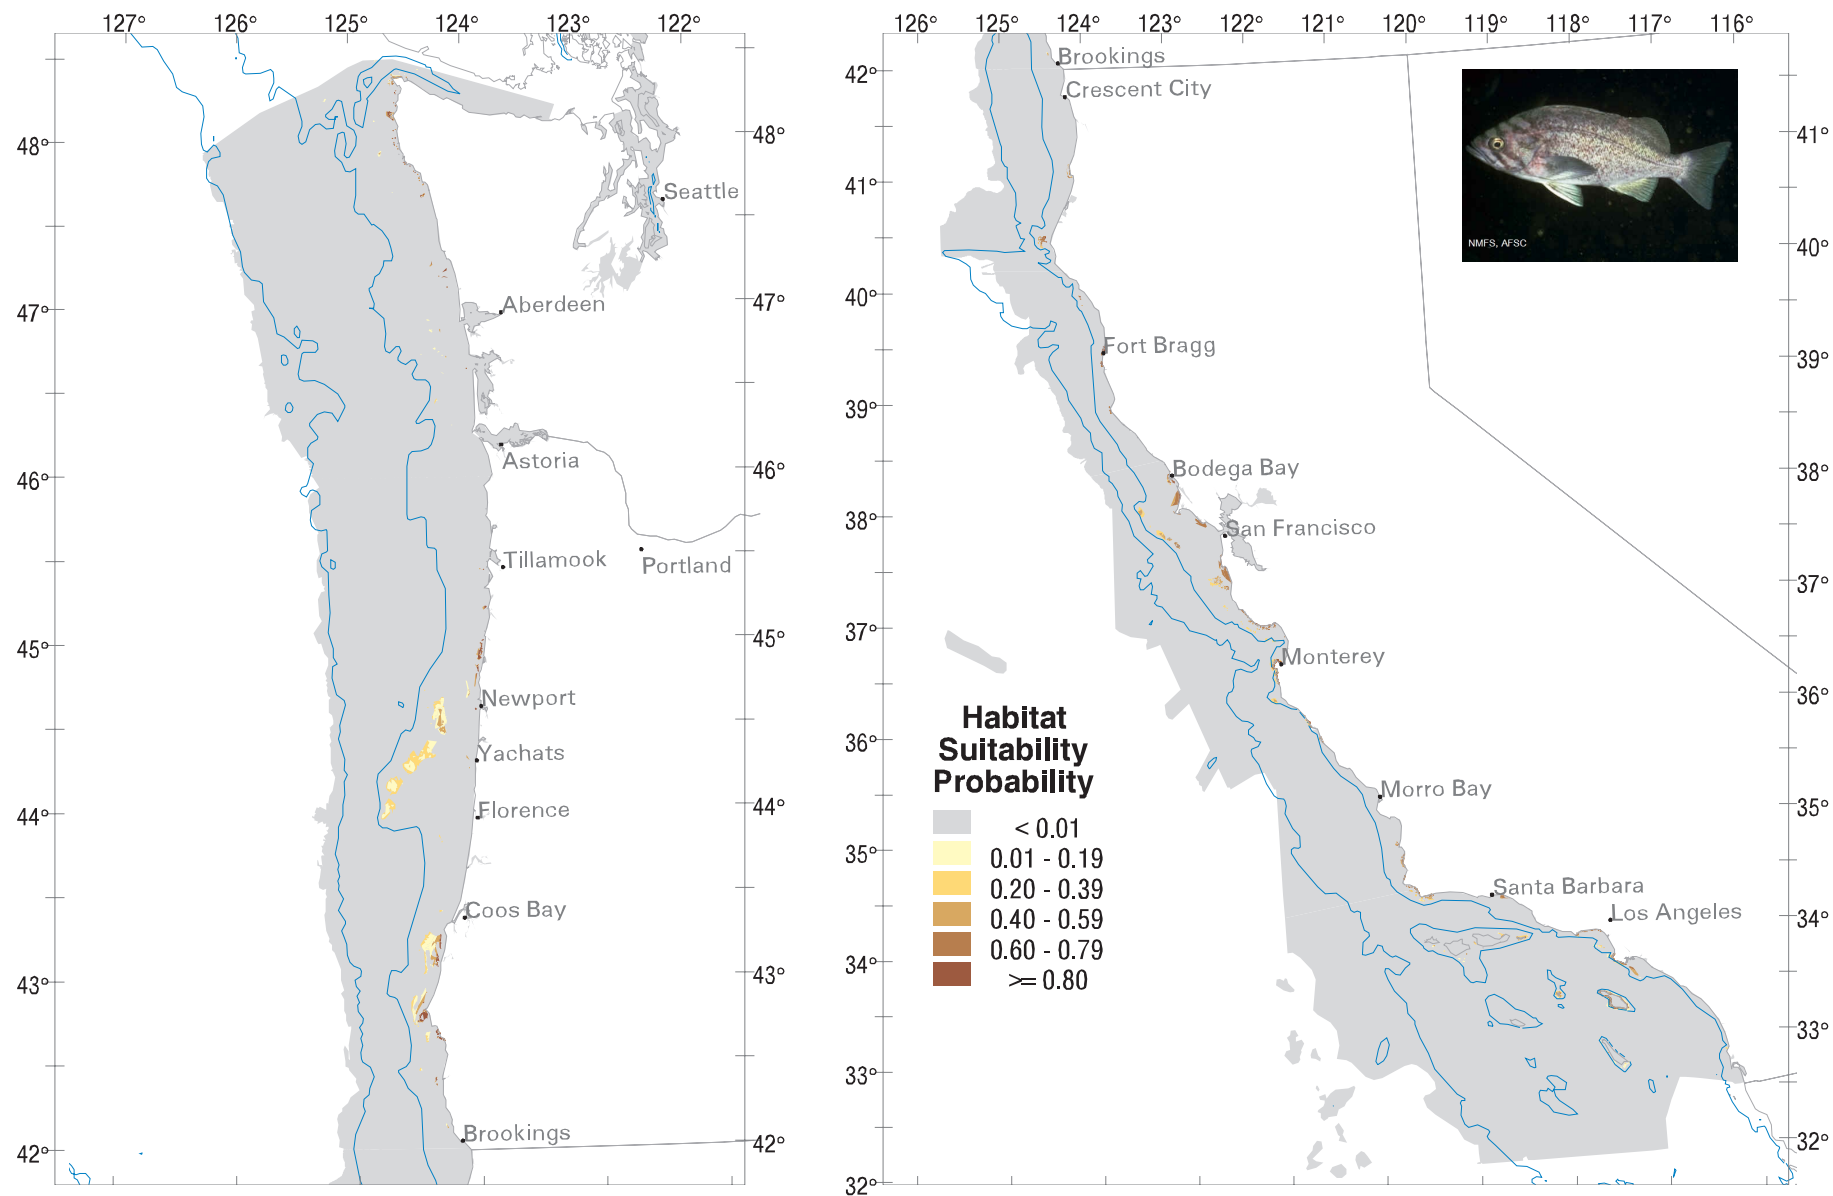 127° 126° 125° 124° 123° 122°
48° 48°
Seattle
47° 47°
Aberdeen
46° 46°
Astoria
Tillamook
Portland
45° 45°
Newport
Yachats
44° 44°
Florence
Coos Bay
43° 43°
Brookings
42° 42°
126° 125° 124° 123° 122° 121° 120° 119° 118° 117° 116°
Brookings
42°
Crescent City
41°
NMFS, AFSC
41° 40°
40°
Fort Bragg
39°
39°
Bodega Bay
38°
38°
San Francisco
37°
37°
Monterey
36°
36°
Habitat
Suitability
Probability
< 0.01
0.01 - 0.19
0.20 - 0.39
0.40 - 0.59
0.60 - 0.79
>= 0.80
Morro Bay
35°
35°
Santa Barbara
Los Angeles
34°
34°
33°
33°
32°
32°